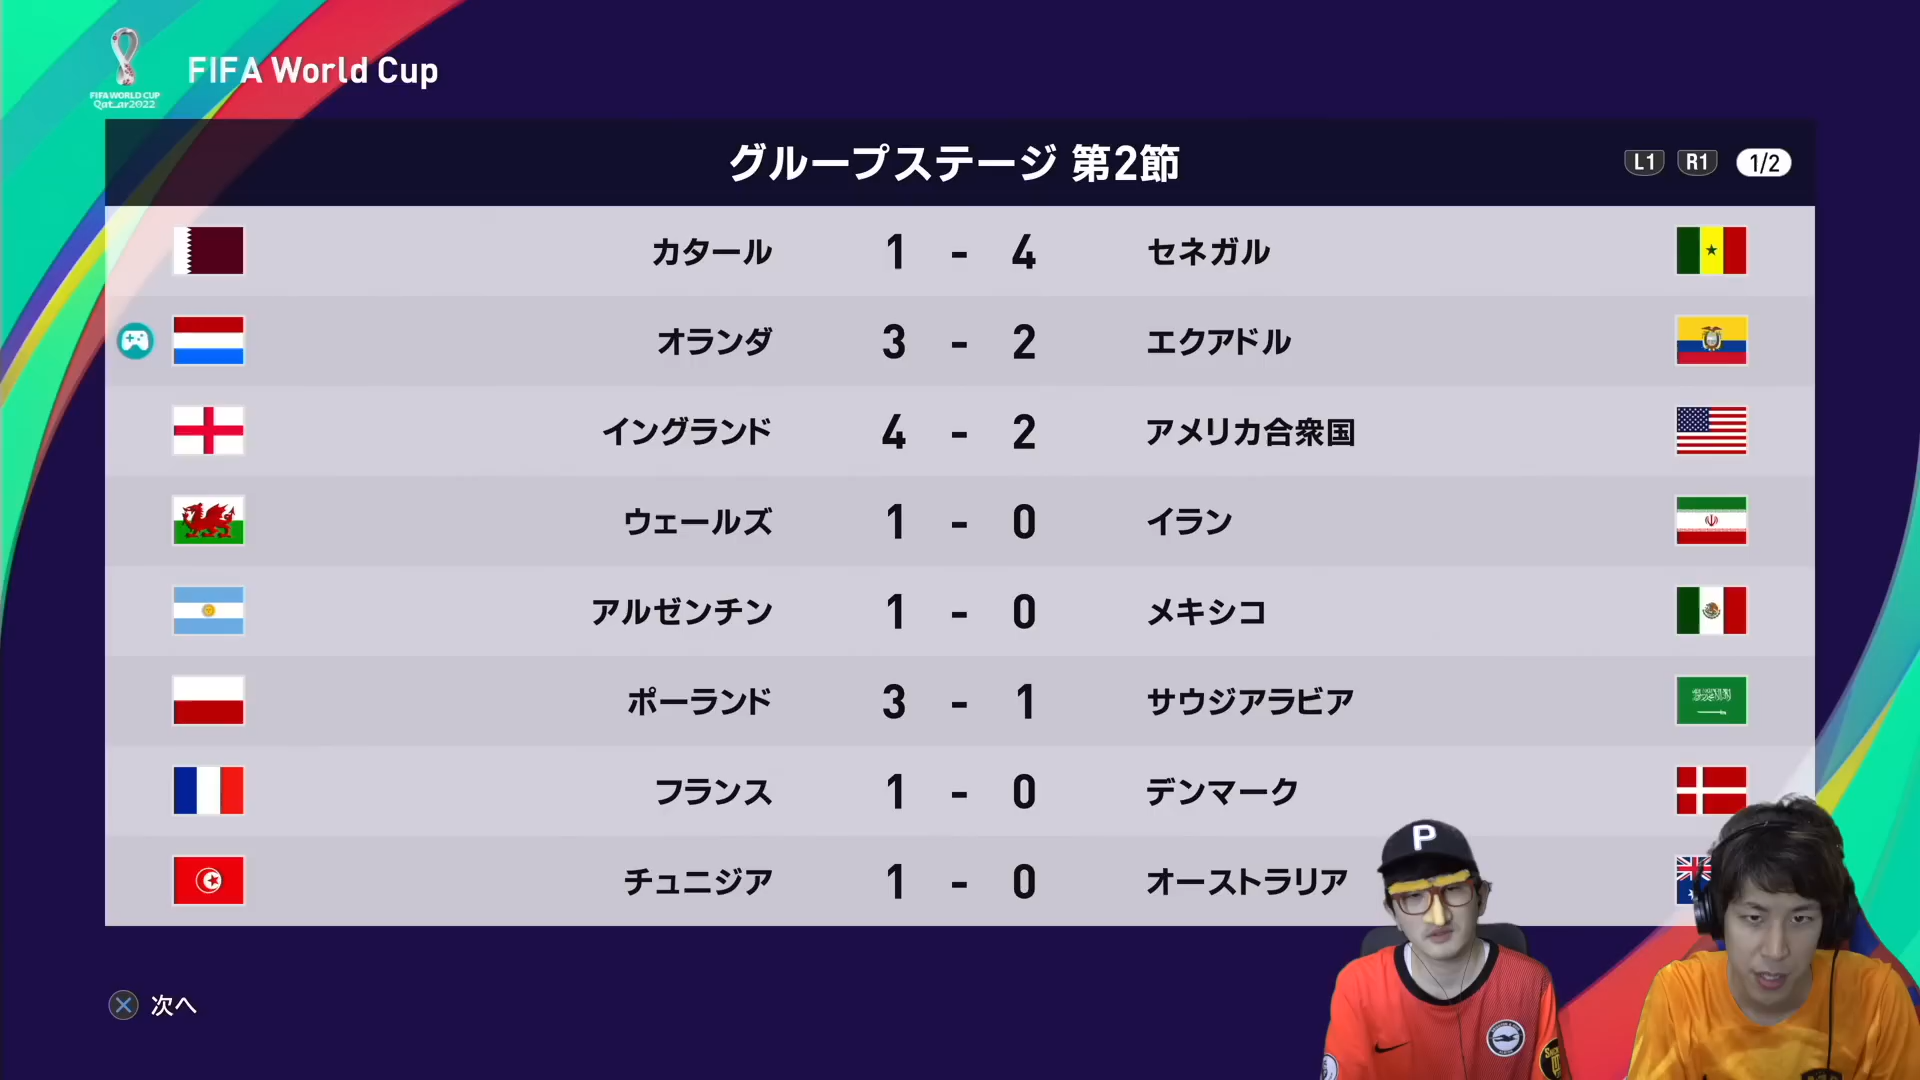 FIFA WORLD CUP
Qatar2022
FIFA World Cup
グループステージ 第2節
L1 R1 1/2
カタール 1 - 4 セネガル
オランダ 3 - 2 エクアドル
イングランド 4 - 2 アメリカ合衆国
ウェールズ 1 - 0 イラン
アルゼンチン 1 - 0 メキシコ
ポーランド 3 - 1 サウジアラビア
フランス 1 - 0 デンマーク
チュニジア 1 - 0 オーストラリア
P
次へ